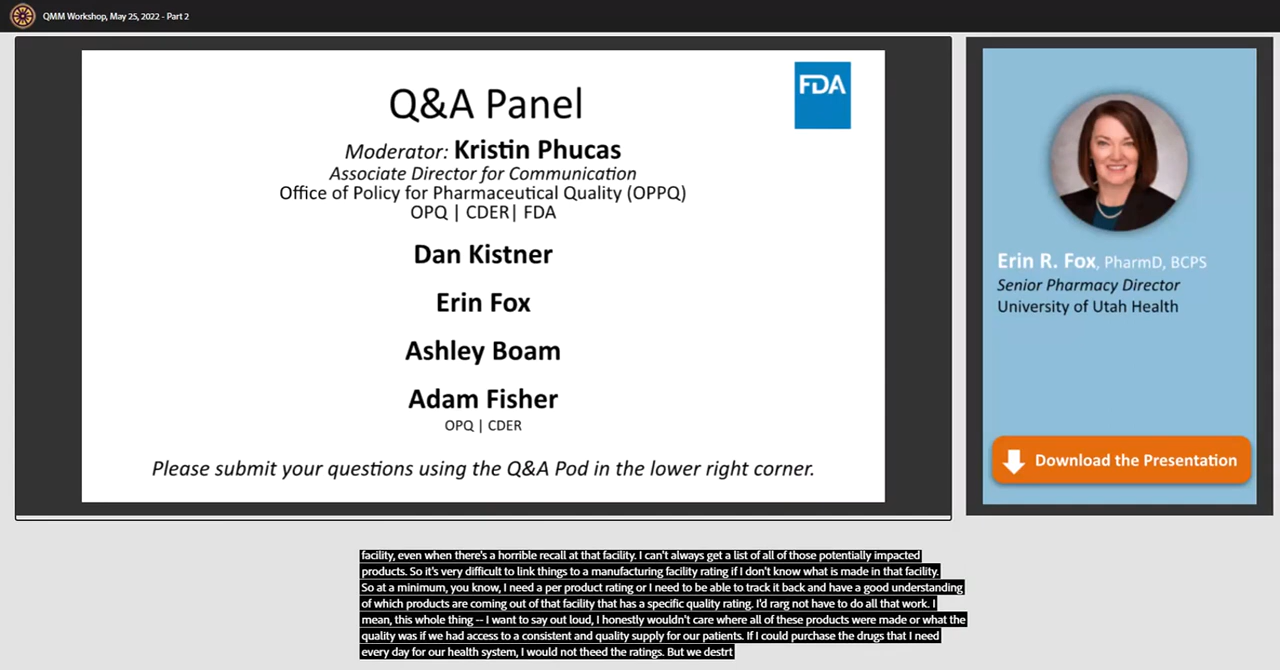 QMM Workshop, May 25, 2022 - Part 2
Q&A Panel
FDA
Moderator: Kristin Phucas
Associate Director for Communication
Office of Policy for Pharmaceutical Quality (OPPQ)
OPQ | CDER| FDA
Dan Kistner
Erin Fox
Ashley Boam
Adam Fisher
OPQ | CDER
Please submit your questions using the Q&A Pod in the lower right corner.
Erin R. Fox, PharmD, BCPS
Senior Pharmacy Director
University of Utah Health
Download the Presentation
facility, even when there's a horrible recall at that facility. I can't always get a list of all of those potentially impacted
products. So it's very difficult to link things to a manufacturing facility rating if I don't know what is made in that facility.
So at a minimum, you know, I need a per product rating or I need to be able to track it back and have a good understanding
of which products are coming out of that facility that has a specific quality rating. I'd rarg not have to do all that work. I
mean, this whole thing -- I want to say out loud, I honestly wouldn't care where all of these products were made or what the
quality was if we had access to a consistent and quality supply for our patients. If I could purchase the drugs that I need
every day for our health system, I would not theed the ratings. But we destrt